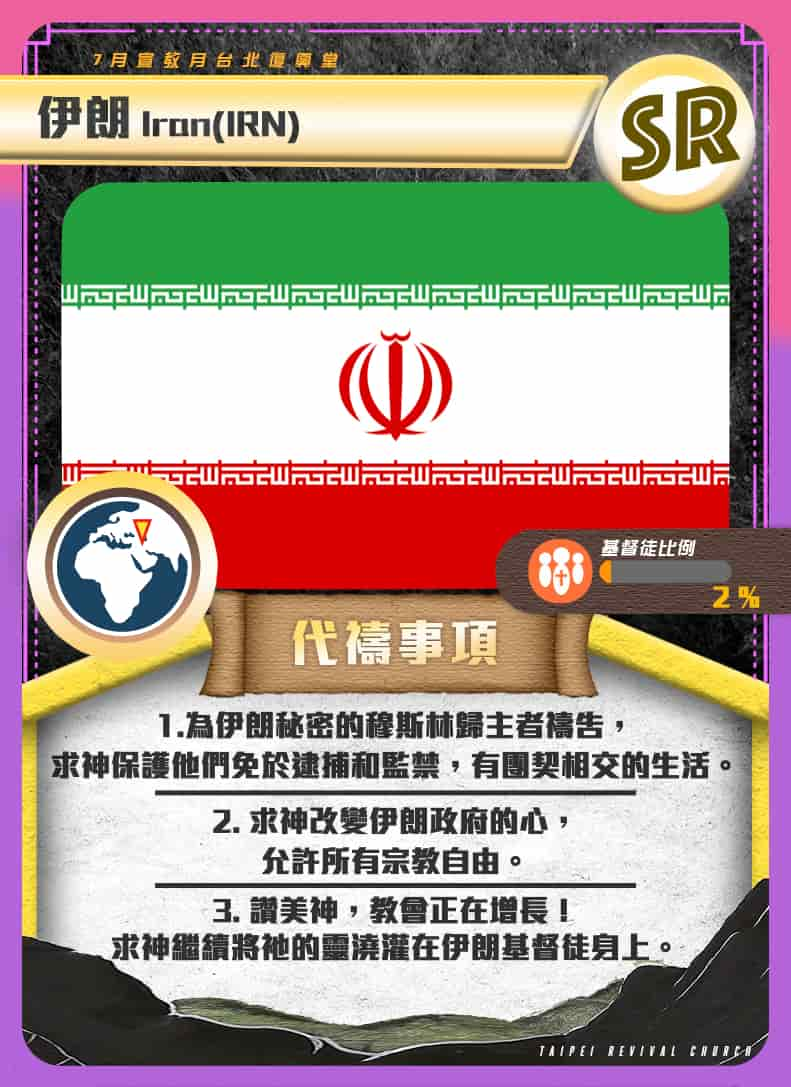 7月宣教月台北復興堂
伊朗 Iran(IRN)
SR
基督徒比例
2%
代禱事項
1.為伊朗秘密的穆斯林歸主者禱告，
求神保護他們免於逮捕和監禁，有團契相交的生活。
2. 求神改變伊朗政府的心，
允許所有宗教自由。
3. 讚美神，教會正在增長！
求神繼續將祂的靈澆灌在伊朗基督徒身上。
TAIPEI REVIVAL CHURCH